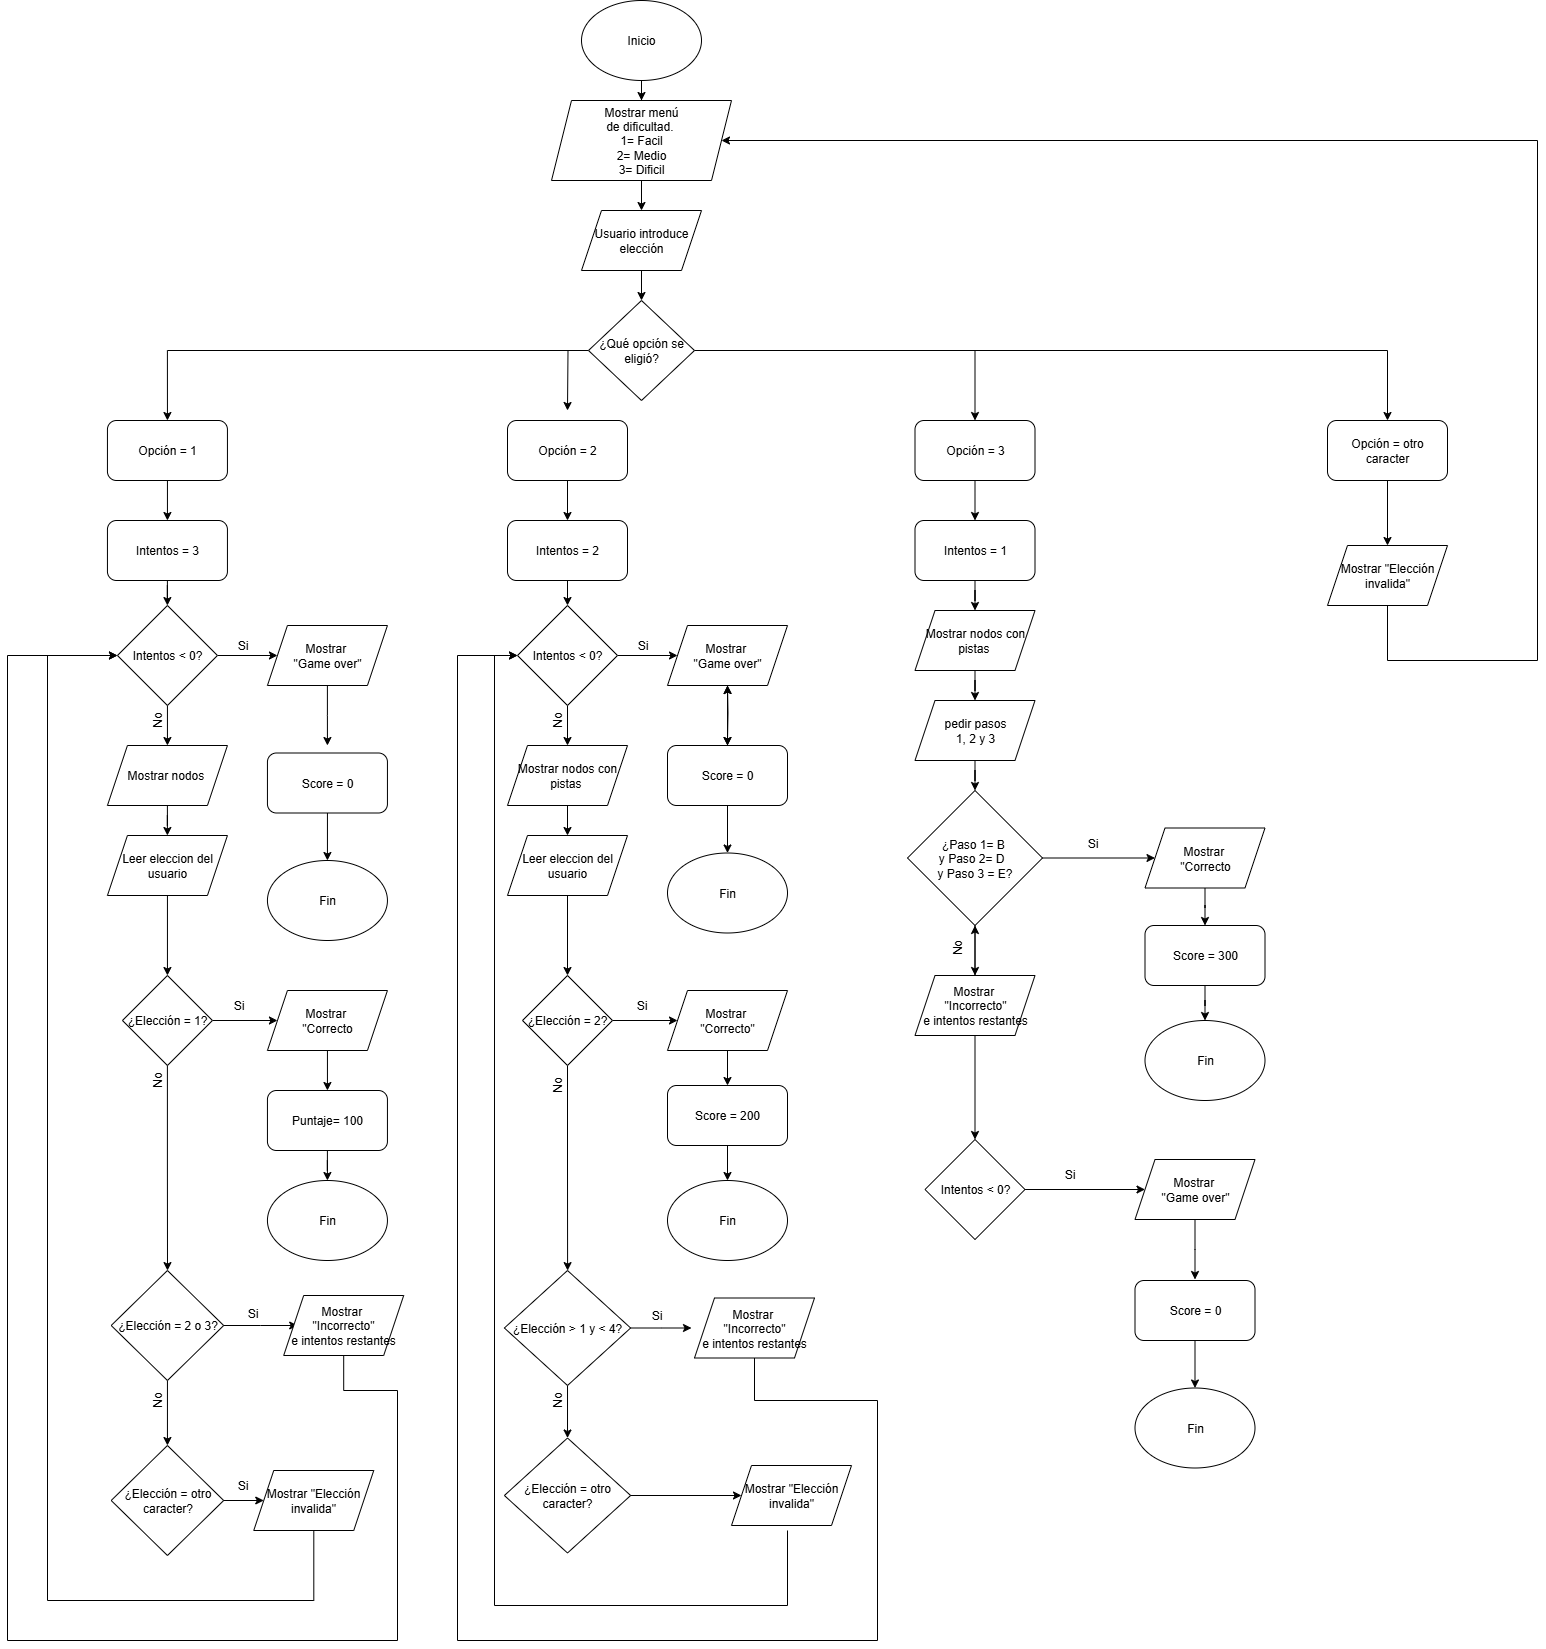 Inicio
Mostrar menú
de dificultad.
1= Facil
2= Medio
3= Dificil
Usuario introduce
elección
¿Qué opción se
eligió?
Opción = 1
Intentos = 3
Intentos < 0?
Si
Mostrar
"Game over"
No
Mostrar nodos
Score = 0
Leer eleccion del
usuario
Fin
¿Elección = 1?
Si
Mostrar
"Correcto
No
Puntaje= 100
Fin
¿Elección = 2 o 3?
Si
Mostrar
"Incorrecto"
e intentos restantes
No
¿Elección = otro
caracter?
Si
Mostrar "Elección
invalida"
Opción = 2
Intentos = 2
Intentos < 0?
Si
Mostrar
"Game over"
No
Mostrar nodos con
pistas
Score = 0
Leer eleccion del
usuario
Fin
¿Elección = 2?
Si
Mostrar
"Correcto"
No
Score = 200
Fin
¿Elección > 1 y < 4?
Si
Mostrar
"Incorrecto"
e intentos restantes
No
¿Elección = otro
caracter?
Mostrar "Elección
invalida"
Opción = 3
Intentos = 1
Mostrar nodos con
pistas
pedir pasos
1, 2 y 3
¿Paso 1= B
y Paso 2= D
y Paso 3 = E?
Si
Mostrar
"Correcto
Score = 300
Fin
No
Mostrar
"Incorrecto"
e intentos restantes
Intentos < 0?
Si
Mostrar
"Game over"
Score = 0
Fin
Opción = otro
caracter
Mostrar "Elección
invalida"